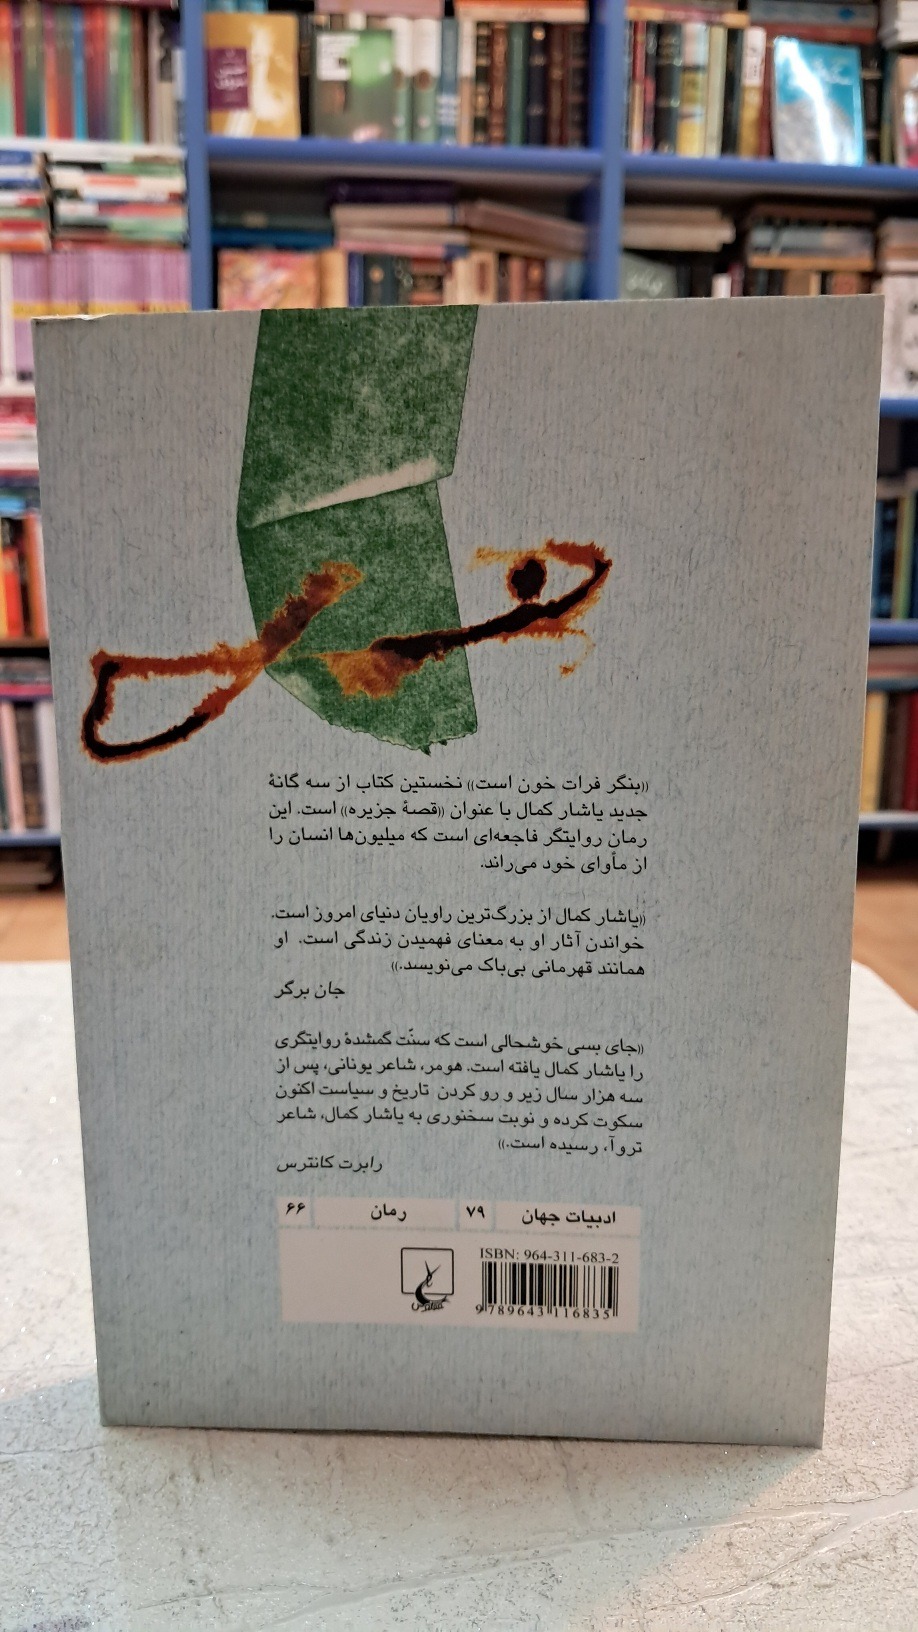 «بنگر فرات خون است» نخستین کتاب از سه گانهٔ
جدید یاشار کمال با عنوان «قصهٔ جزیره» است. این
رمان روایتگر فاجعه‌ای است که میلیون‌ها انسان را
از مأوای خود می‌راند.
«یاشار کمال از بزرگ‌ترین راویان دنیای امروز است.
خواندن آثار او به معنای فهمیدن زندگی است. او
همانند قهرمانی بی‌باک می‌نویسد.»
جان برگر
«جای بسی خوشحالی است که سنّت گمشدهٔ روایتگری
را یاشار کمال یافته است. هومر، شاعر یونانی، پس از
سه هزار سال زیر و رو کردن تاریخ و سیاست اکنون
سکوت کرده و نوبت سخنوری به یاشار کمال، شاعر
تروآ، رسیده است.»
رابرت کانترس
ادبیات جهان ۷۹ رمان ۶۶
ISBN: 964-311-683-2
9 789643 116835
ققنوس